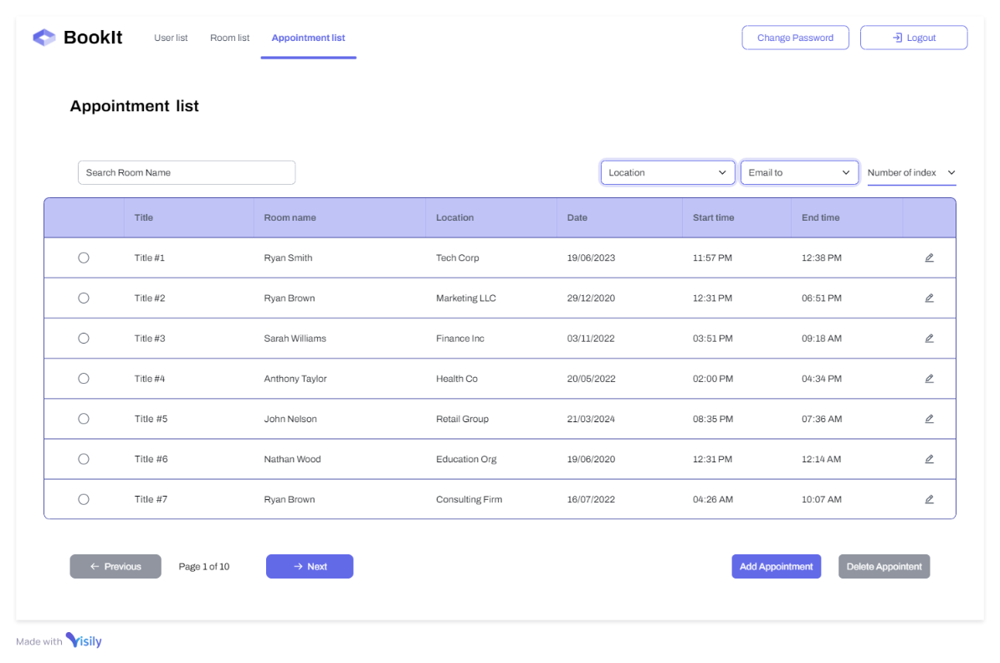 BookIt User list Room list Appointment list Change Password Logout
Appointment list
Search Room Name Location Email to Number of index
Title Room name Location Date Start time End time
Title #1 Ryan Smith Tech Corp 19/06/2023 11:57 PM 12:38 PM
Title #2 Ryan Brown Marketing LLC 29/12/2020 12:31 PM 06:51 PM
Title #3 Sarah Williams Finance Inc 03/11/2022 03:51 PM 09:18 AM
Title #4 Anthony Taylor Health Co 20/05/2022 02:00 PM 04:34 PM
Title #5 John Nelson Retail Group 21/03/2024 08:35 PM 07:36 AM
Title #6 Nathan Wood Education Org 19/06/2020 12:31 PM 12:14 AM
Title #7 Ryan Brown Consulting Firm 16/07/2022 04:26 AM 10:07 AM
Previous Page 1 of 10 Next Add Appointment Delete Appointent
Made with Visily